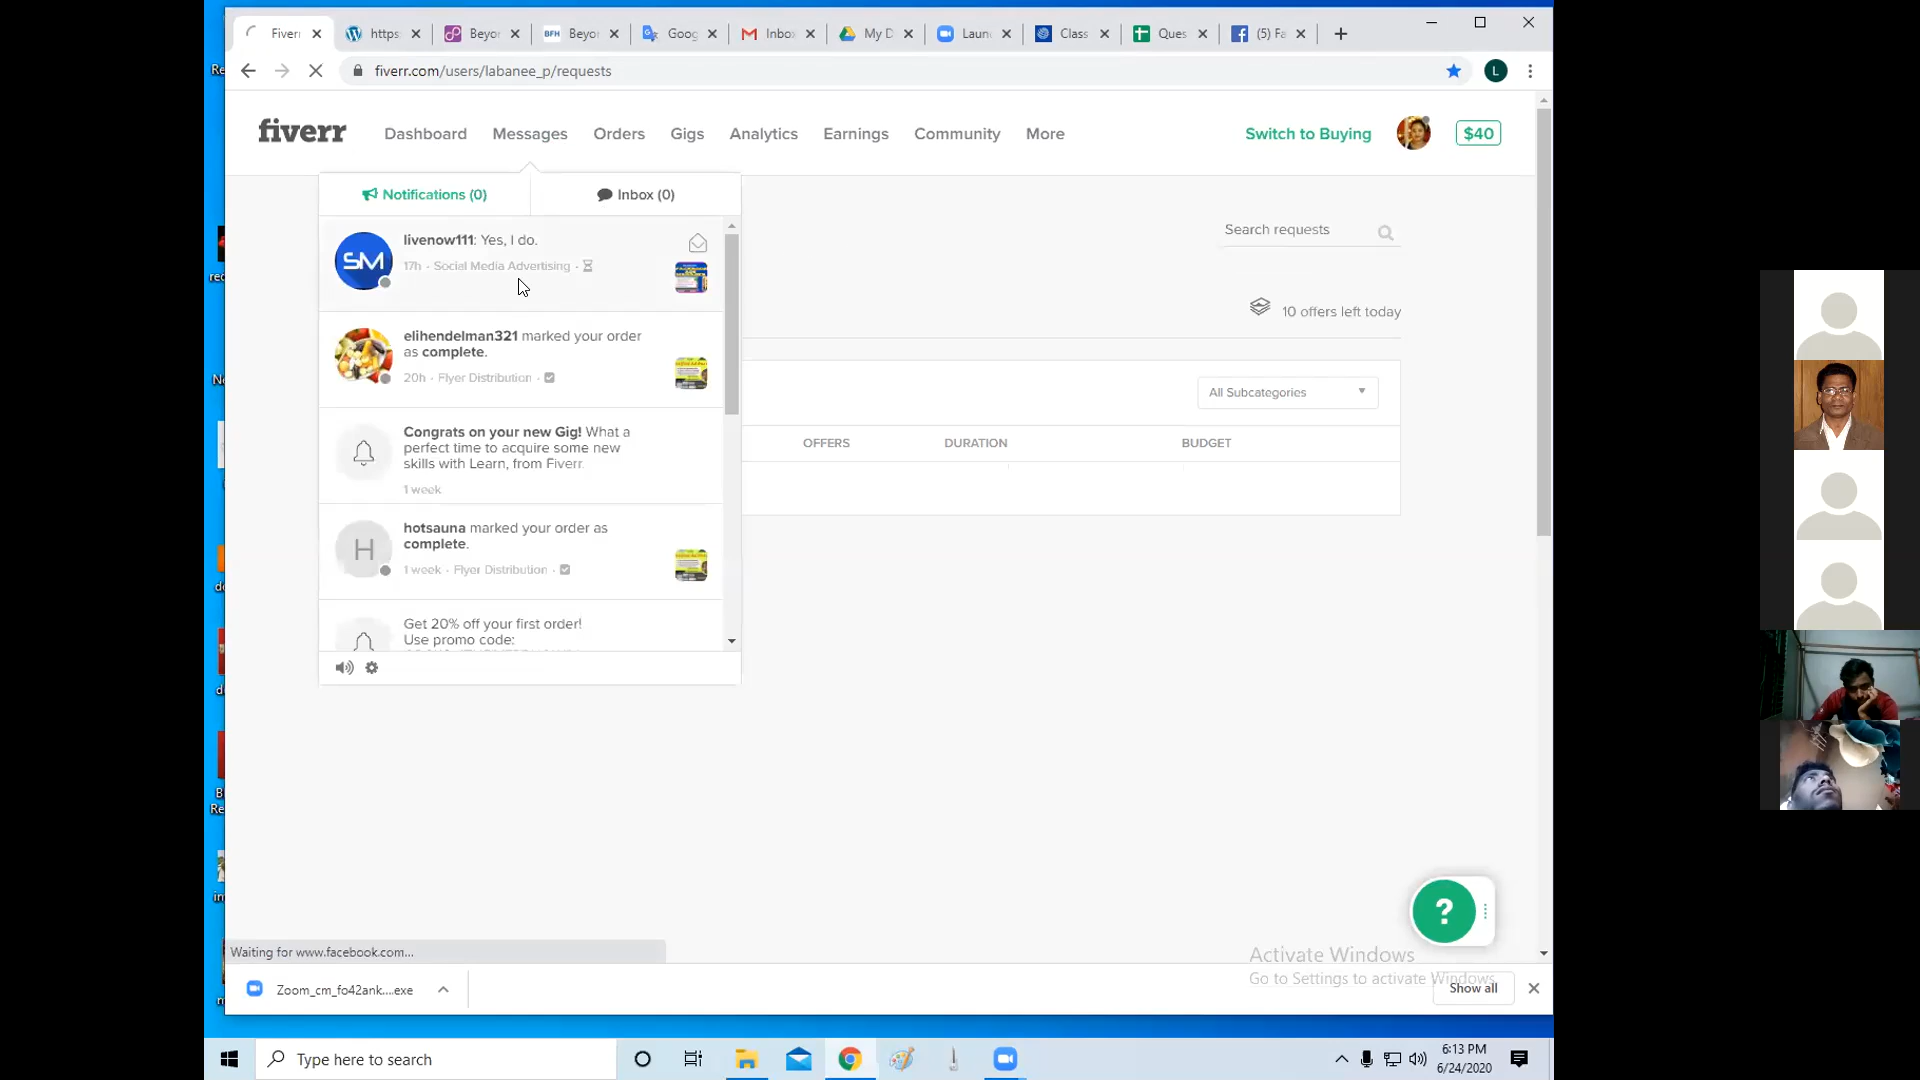 Fiverr
https
Beyor
BFH Beyor
Goog
Inbox
My D
Laun
Class
Ques
(5) Fa
fiverr.com/users/labanee_p/requests
L
fiverr
Dashboard
Messages
Orders
Gigs
Analytics
Earnings
Community
More
Switch to Buying
$40
Notifications (0)
Inbox (0)
Search requests
SM
livenow111: Yes, I do.
17h · Social Media Advertising ·
10 offers left today
elihendelman321 marked your order
as complete.
20h · Flyer Distribution ·
All Subcategories
Congrats on your new Gig! What a
perfect time to acquire some new
skills with Learn, from Fiverr.
1 week
OFFERS
DURATION
BUDGET
H
hotsauna marked your order as
complete.
1 week · Flyer Distribution ·
Get 20% off your first order!
Use promo code:
?
Waiting for www.facebook.com...
Activate Windows
Go to Settings to activate Windows.
Zoom_cm_fo42ank....exe
Show all
Type here to search
6:13 PM
6/24/2020